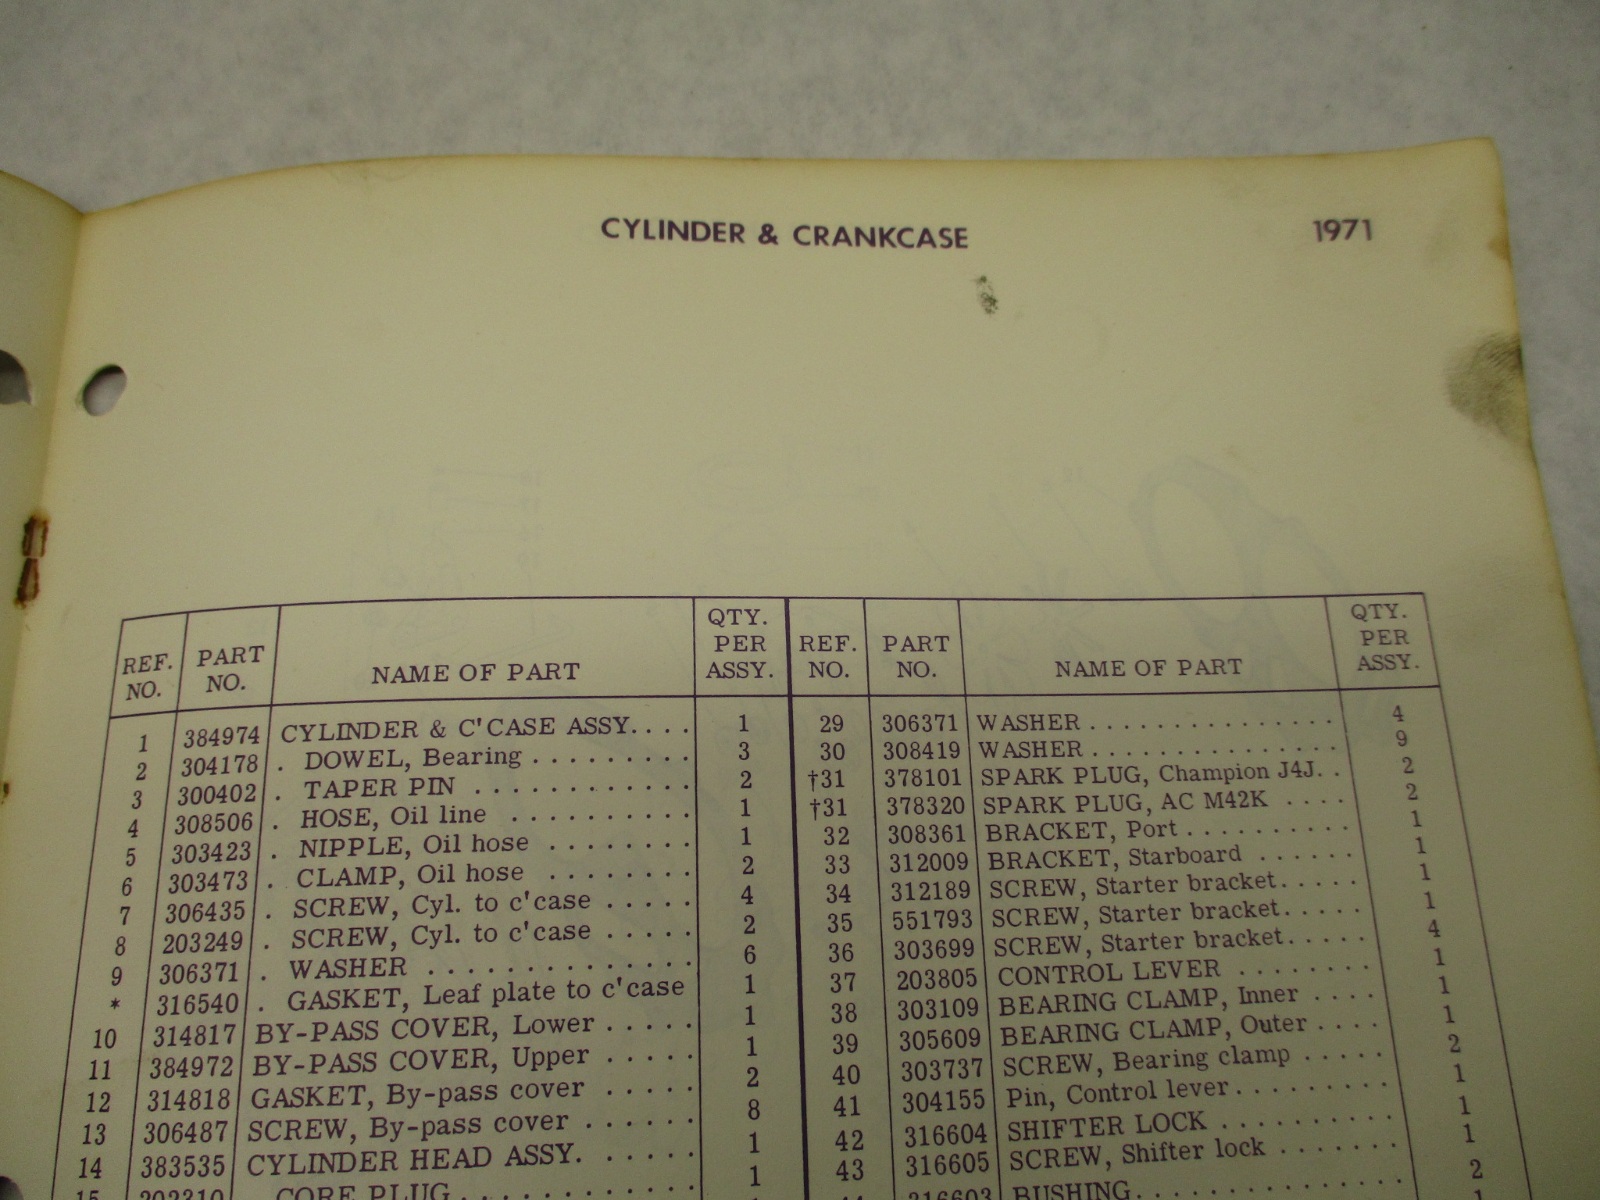 CYLINDER & CRANKCASE 1971
REF. NO. PART NO. NAME OF PART QTY. PER ASSY.
1 384974 CYLINDER & C'CASE ASSY. . . . 1
2 304178 . DOWEL, Bearing . . . . . . . . . 3
3 300402 . TAPER PIN . . . . . . . . . . . . 2
4 308506 . HOSE, Oil line . . . . . . . . . . 1
5 303423 . NIPPLE, Oil hose . . . . . . . . 1
6 303473 . CLAMP, Oil hose . . . . . . . . 2
7 306435 . SCREW, Cyl. to c'case . . . . . 4
8 203249 . SCREW, Cyl. to c'case . . . . . 2
9 306371 . WASHER . . . . . . . . . . . . . . 6
* 316540 . GASKET, Leaf plate to c'case 1
10 314817 BY-PASS COVER, Lower . . . . . 1
11 384972 BY-PASS COVER, Upper . . . . . 1
12 314818 GASKET, By-pass cover . . . . . 2
13 306487 SCREW, By-pass cover . . . . . . 8
14 383535 CYLINDER HEAD ASSY. . . . . . 1
15 202310 . CORE PLUG . . . . . . . . . . . . 1
REF. NO. PART NO. NAME OF PART QTY. PER ASSY.
29 306371 WASHER . . . . . . . . . . . . . . . 4
30 308419 WASHER . . . . . . . . . . . . . . . 9
†31 378101 SPARK PLUG, Champion J4J. . . 2
†31 378320 SPARK PLUG, AC M42K . . . . 2
32 308361 BRACKET, Port . . . . . . . . . . 1
33 312009 BRACKET, Starboard . . . . . . 1
34 312189 SCREW, Starter bracket. . . . . 1
35 551793 SCREW, Starter bracket. . . . . 1
36 303699 SCREW, Starter bracket. . . . . 4
37 203805 CONTROL LEVER . . . . . . . . 1
38 303109 BEARING CLAMP, Inner . . . . 1
39 305609 BEARING CLAMP, Outer . . . . 1
40 303737 SCREW, Bearing clamp . . . . . 2
41 304155 Pin, Control lever . . . . . . . . . 1
42 316604 SHIFTER LOCK . . . . . . . . . . 1
43 316605 SCREW, Shifter lock . . . . . . . 1
44 316603 BUSHING. . . . . . . . . . . . . . . 2